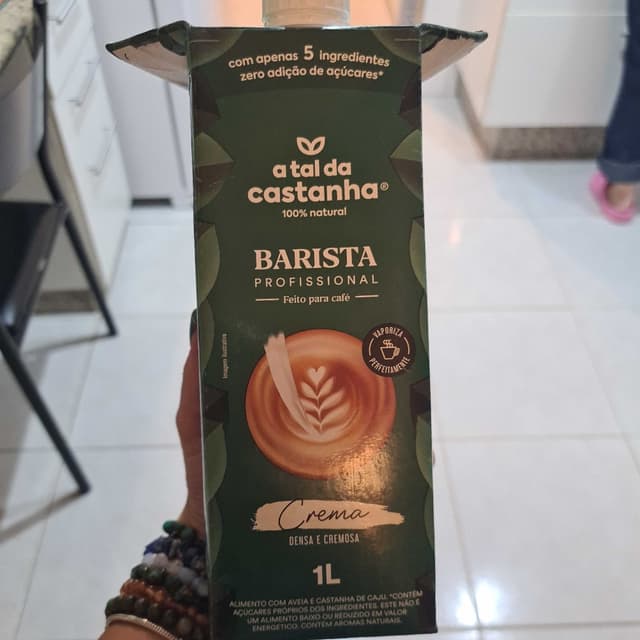 com apenas 5 ingredientes
zero adição de açúcares*
a tal da
castanha®
100% natural
BARISTA
PROFISSIONAL
Feito para café
Imagem ilustrativa
VAPORIZA
PERFEITAMENTE
Crema
DENSA E CREMOSA
1L
ALIMENTO COM AVEIA E CASTANHA DE CAJU. *CONTÉM
AÇÚCARES PRÓPRIOS DOS INGREDIENTES. ESTE NÃO É
UM ALIMENTO BAIXO OU REDUZIDO EM VALOR
ENERGÉTICO. CONTÉM AROMAS NATURAIS.